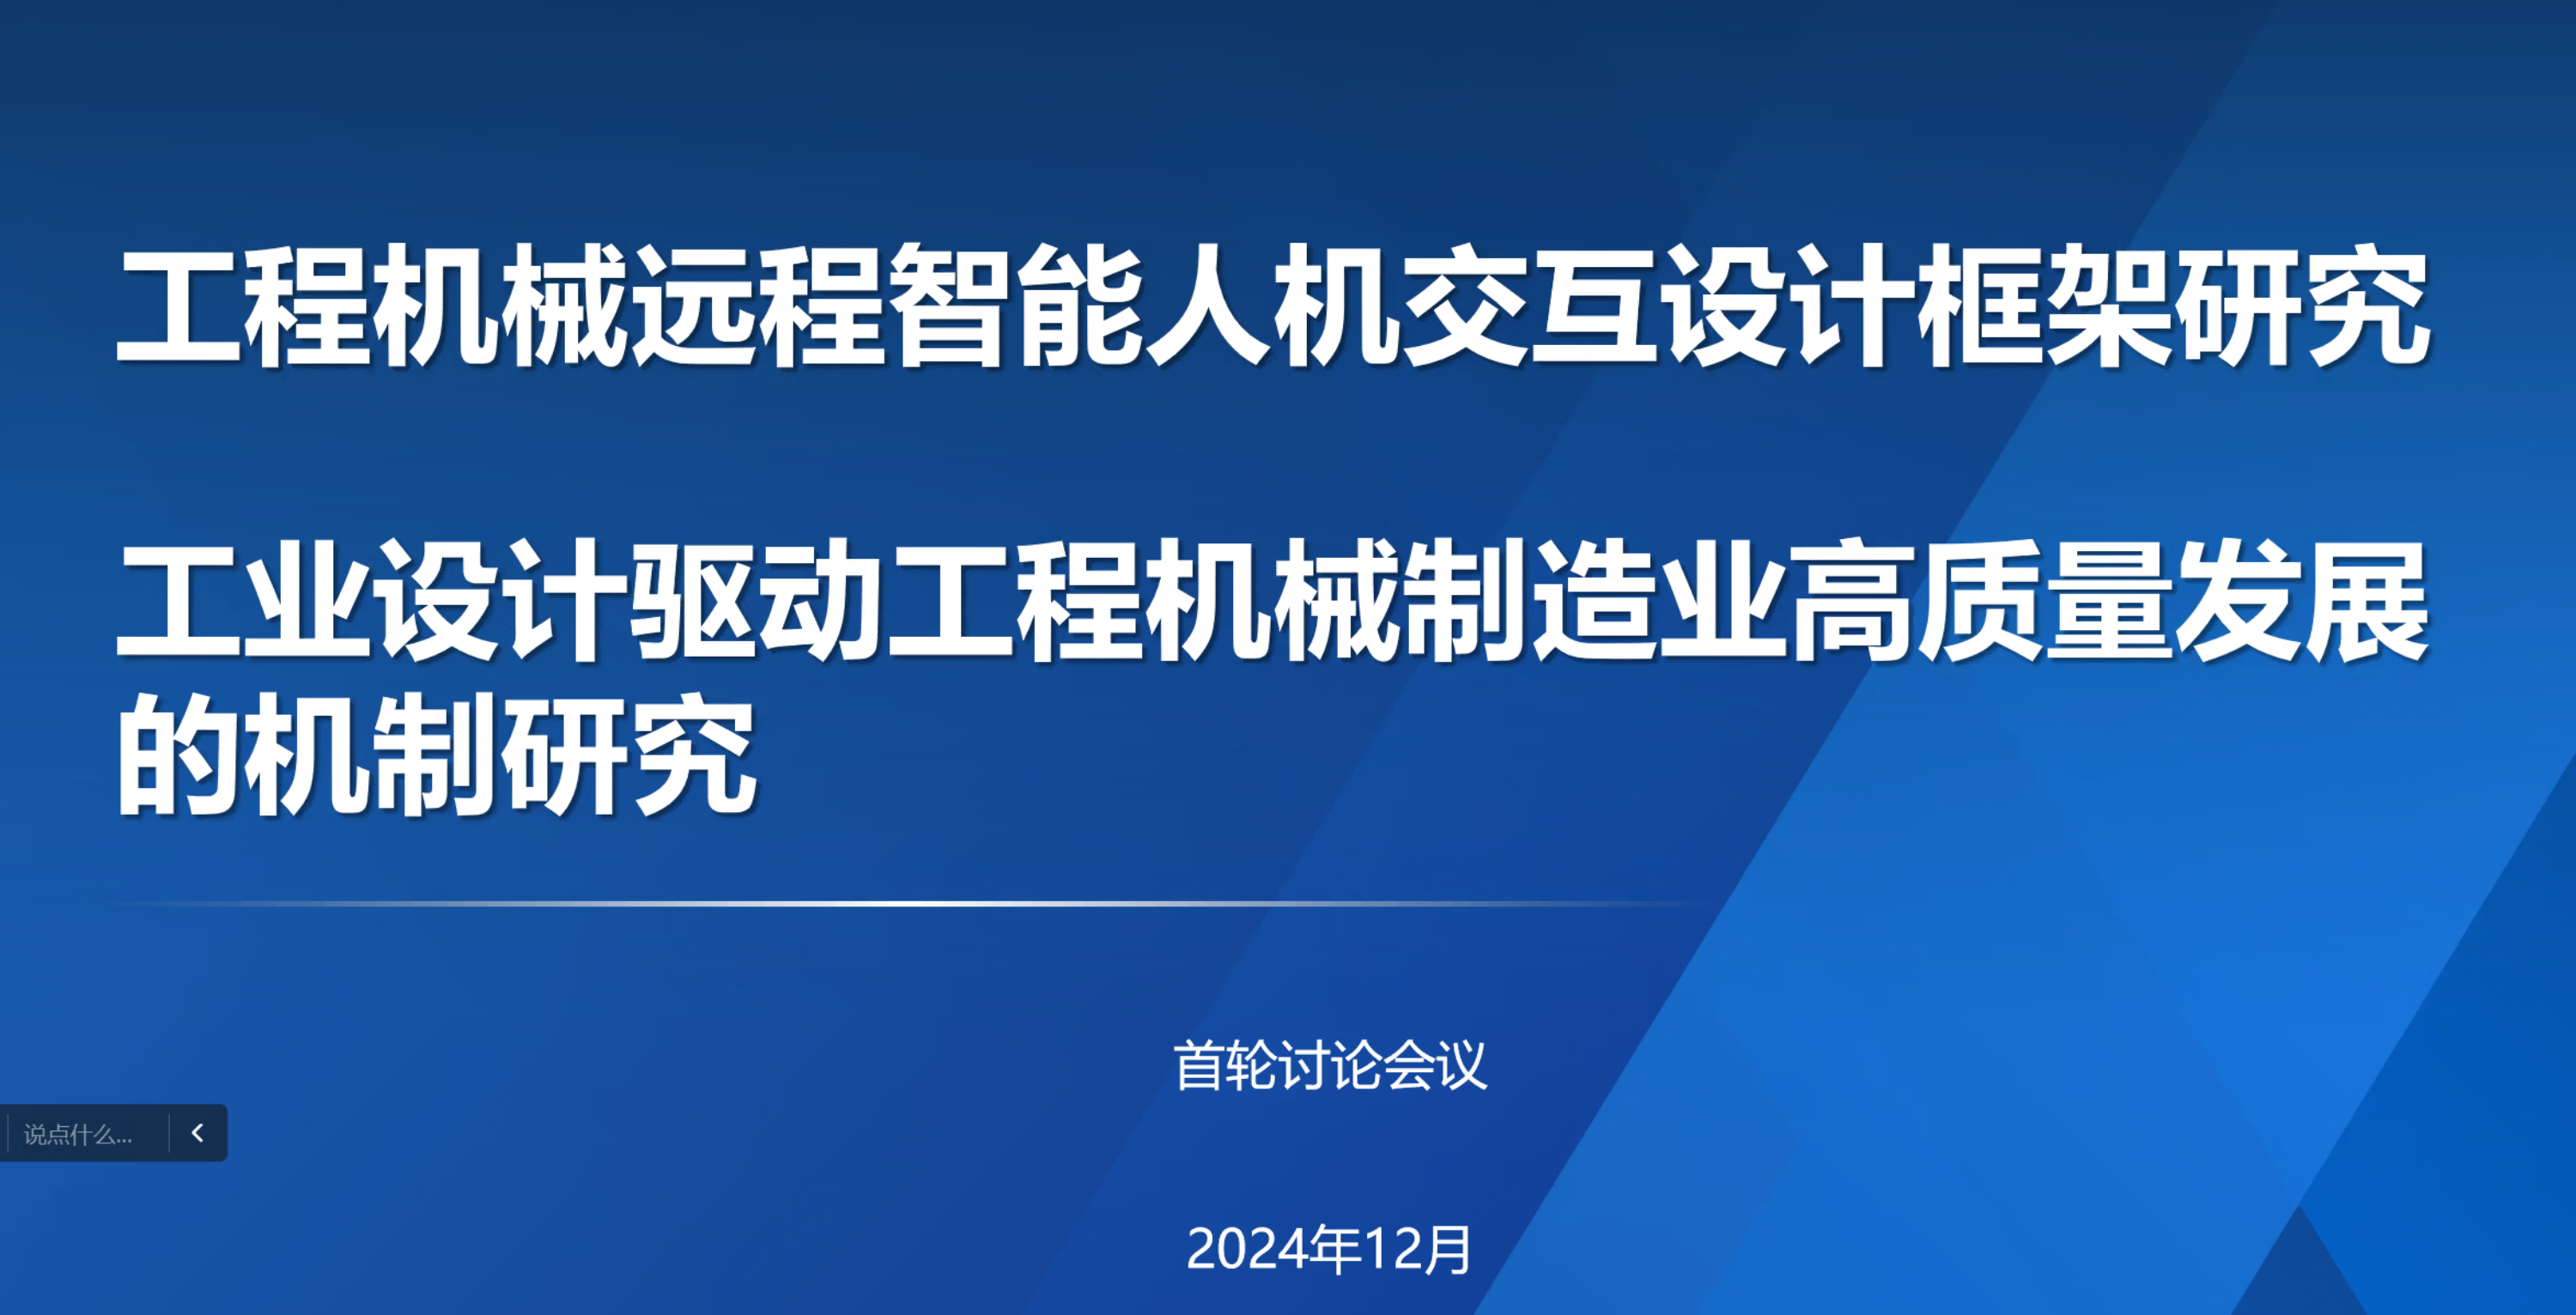 工程机械远程智能人机交互设计框架研究
工业设计驱动工程机械制造业高质量发展
的机制研究
首轮讨论会议
说点什么...
2024年12月